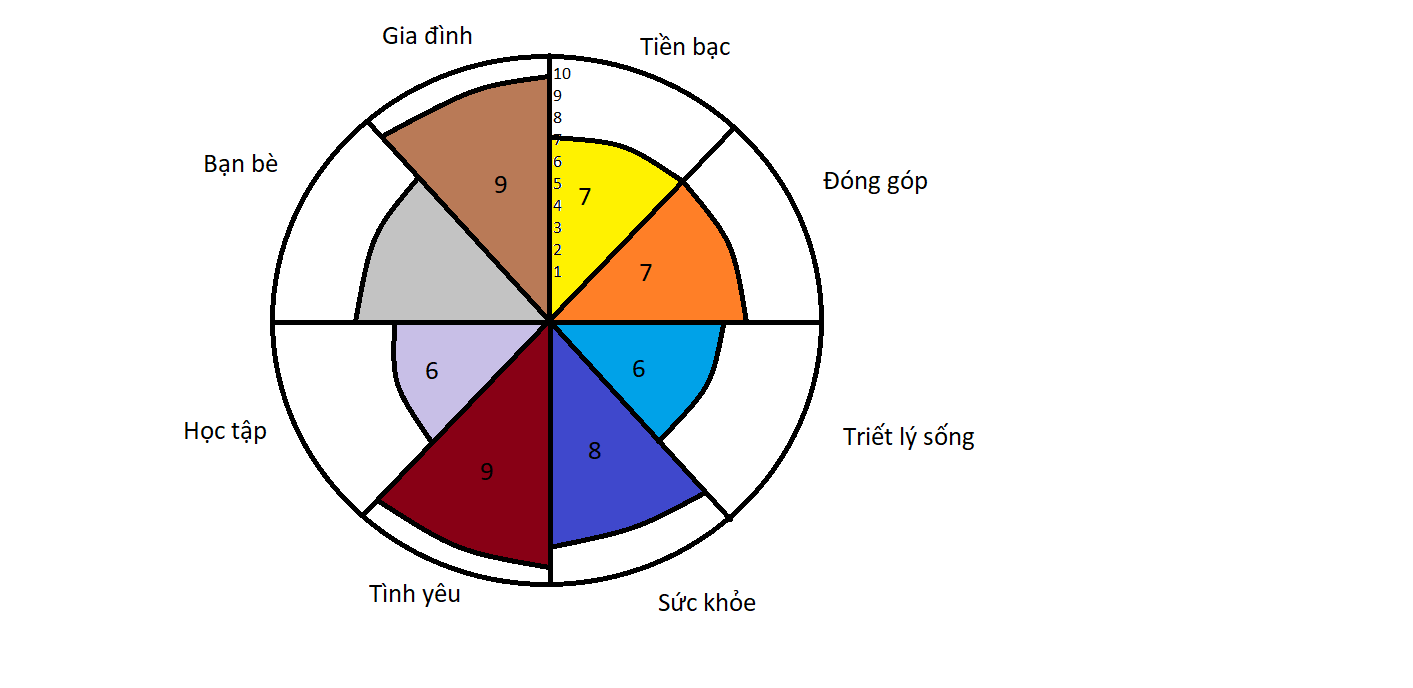 Gia đình
Tiền bạc
10
9
8
7
6
5
4
3
2
1
Bạn bè
Đóng góp
9
7
7
6
6
8
9
Học tập
Triết lý sống
Tình yêu
Sức khỏe